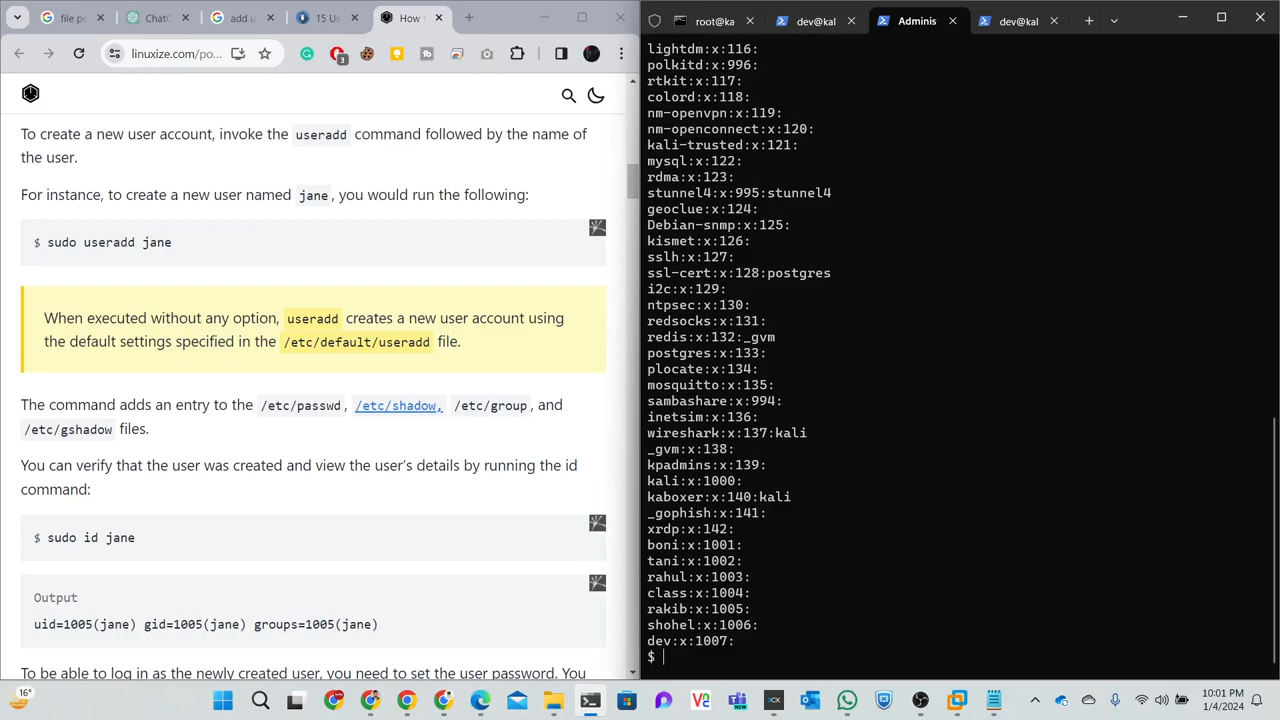 file pe
ChatC
add u
15 Us
How
linuxize.com/po...
3
To create a new user account, invoke the useradd command followed by the name of
the user.
For instance, to create a new user named jane, you would run the following:
$ sudo useradd jane
When executed without any option, useradd creates a new user account using
the default settings specified in the /etc/default/useradd file.
The command adds an entry to the /etc/passwd, /etc/shadow, /etc/group, and
/etc/gshadow files.
You can verify that the user was created and view the user's details by running the id
command:
$ sudo id jane
Output
uid=1005(jane) gid=1005(jane) groups=1005(jane)
To be able to log in as the newly created user, you need to set the user password. You
root@ka
dev@kal
Adminis
dev@kal
lightdm:x:116:
polkitd:x:996:
rtkit:x:117:
colord:x:118:
nm-openvpn:x:119:
nm-openconnect:x:120:
kali-trusted:x:121:
mysql:x:122:
rdma:x:123:
stunnel4:x:995:stunnel4
geoclue:x:124:
Debian-snmp:x:125:
kismet:x:126:
sslh:x:127:
ssl-cert:x:128:postgres
i2c:x:129:
ntpsec:x:130:
redsocks:x:131:
redis:x:132:_gvm
postgres:x:133:
plocate:x:134:
mosquitto:x:135:
sambashare:x:994:
inetsim:x:136:
wireshark:x:137:kali
_gvm:x:138:
kpadmins:x:139:
kali:x:1000:
kaboxer:x:140:kali
_gophish:x:141:
xrdp:x:142:
boni:x:1001:
tani:x:1002:
rahul:x:1003:
class:x:1004:
rakib:x:1005:
shohel:x:1006:
dev:x:1007:
$
16°
10:01 PM
1/4/2024